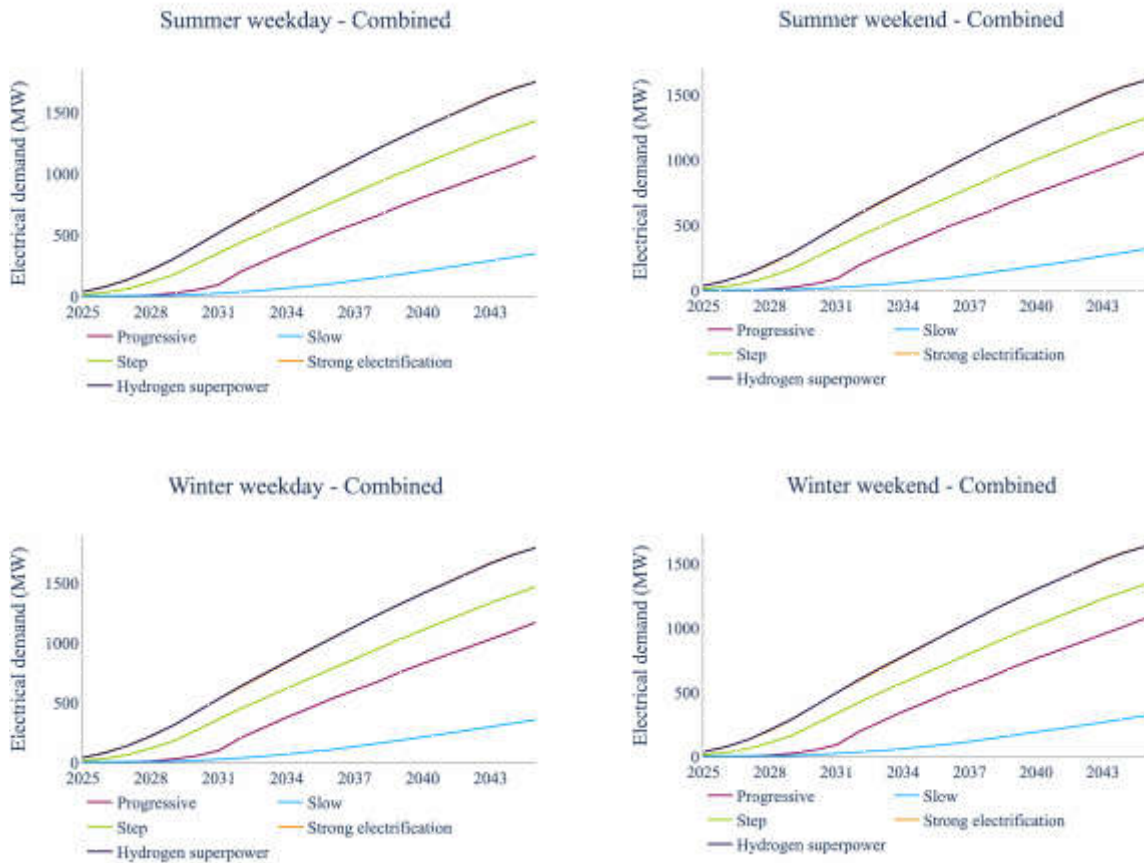 Summer weekday - Combined
Electrical demand (MW)
1500
1000
500
0
2025 2028 2031 2034 2037 2040 2043
Progressive Slow
Step Strong electrification
Hydrogen superpower
Summer weekend - Combined
Electrical demand (MW)
1500
1000
500
0
2025 2028 2031 2034 2037 2040 2043
Progressive Slow
Step Strong electrification
Hydrogen superpower
Winter weekday - Combined
Electrical demand (MW)
1500
1000
500
0
2025 2028 2031 2034 2037 2040 2043
Progressive Slow
Step Strong electrification
Hydrogen superpower
Winter weekend - Combined
Electrical demand (MW)
1500
1000
500
0
2025 2028 2031 2034 2037 2040 2043
Progressive Slow
Step Strong electrification
Hydrogen superpower